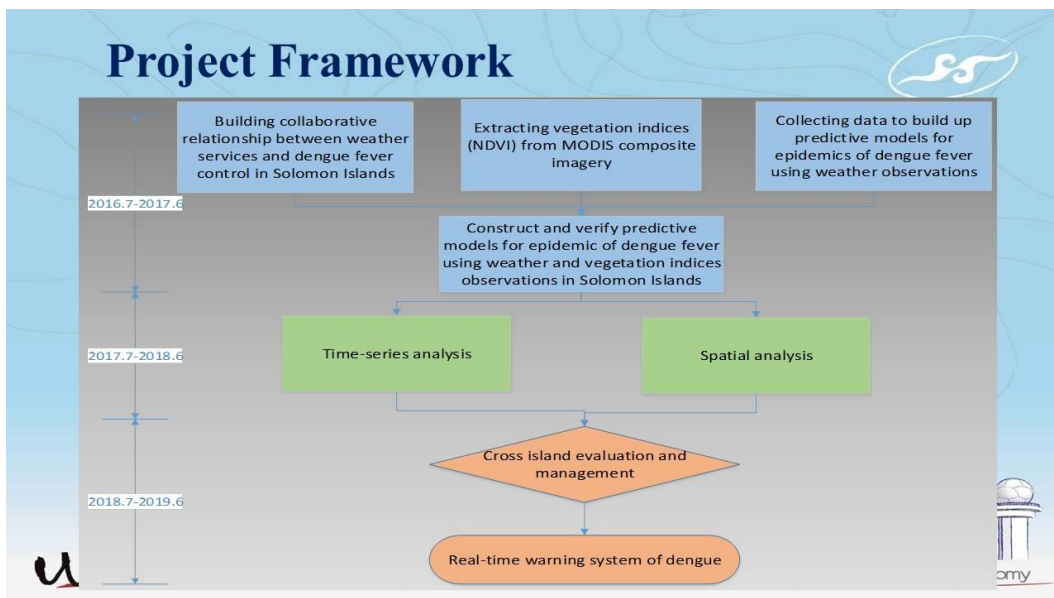 Project Framework
Building collaborative
relationship between weather
services and dengue fever
control in Solomon Islands
Extracting vegetation indices
(NDVI) from MODIS composite
imagery
Collecting data to build up
predictive models for
epidemics of dengue fever
using weather observations
2016.7-2017.6
Construct and verify predictive
models for epidemic of dengue fever
using weather and vegetation indices
observations in Solomon Islands
2017.7-2018.6
Time-series analysis
Spatial analysis
Cross island evaluation and
management
2018.7-2019.6
Real-time warning system of dengue